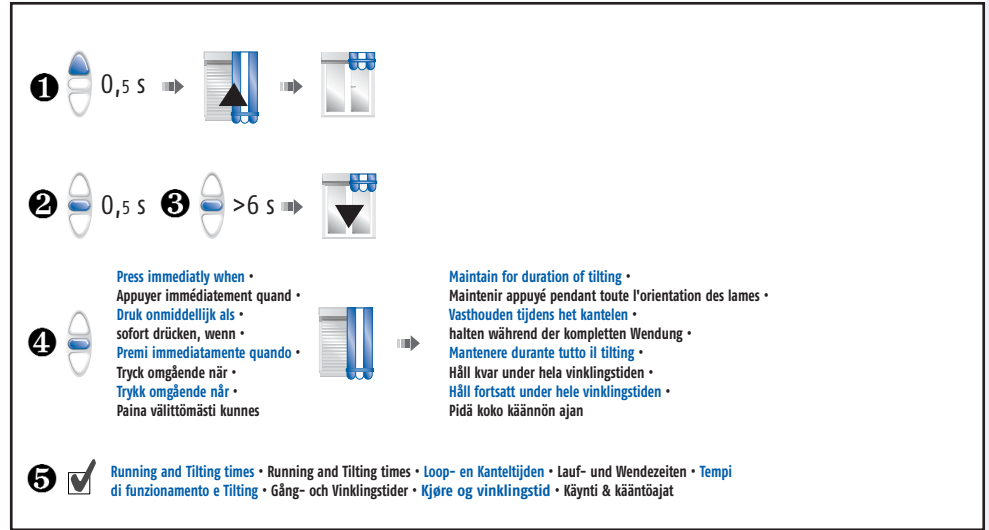 ❶ 0,5 s
❷ 0,5 s ❸ >6 s
❹
Press immediatly when •
Appuyer immédiatement quand •
Druk onmiddellijk als •
sofort drücken, wenn •
Premi immediatamente quando •
Tryck omgående när •
Trykk omgående når •
Paina välittömästi kunnes
Maintain for duration of tilting •
Maintenir appuyé pendant toute l'orientation des lames •
Vasthouden tijdens het kantelen •
halten während der kompletten Wendung •
Mantenere durante tutto il tilting •
Håll kvar under hela vinklingstiden •
Håll fortsatt under hele vinklingstiden •
Pidä koko käännön ajan
❺ Running and Tilting times • Running and Tilting times • Loop- en Kanteltijden • Lauf- und Wendezeiten • Tempi
di funzionamento e Tilting • Gång- och Vinklingstider • Kjøre og vinklingstid • Käynti & kääntöajat